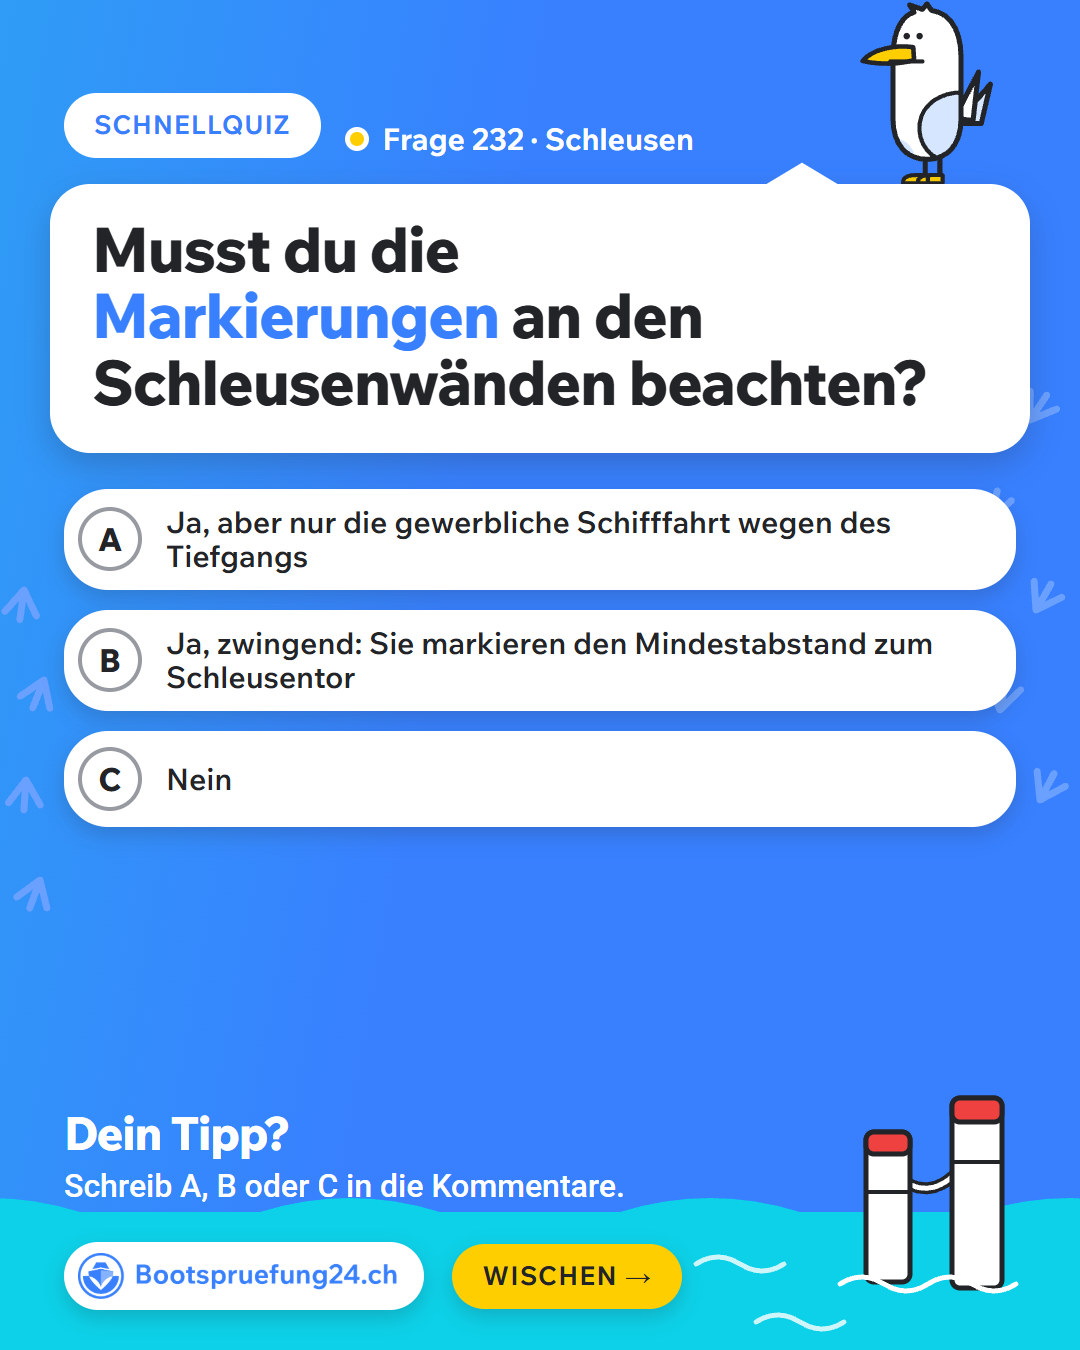 SCHNELLQUIZ
Frage 232 · Schleusen
Musst du die
Markierungen an den
Schleusenwänden beachten?
A
Ja, aber nur die gewerbliche Schifffahrt wegen des
Tiefgangs
B
Ja, zwingend: Sie markieren den Mindestabstand zum
Schleusentor
C
Nein
Dein Tipp?
Schreib A, B oder C in die Kommentare.
Bootspruefung24.ch
WISCHEN →